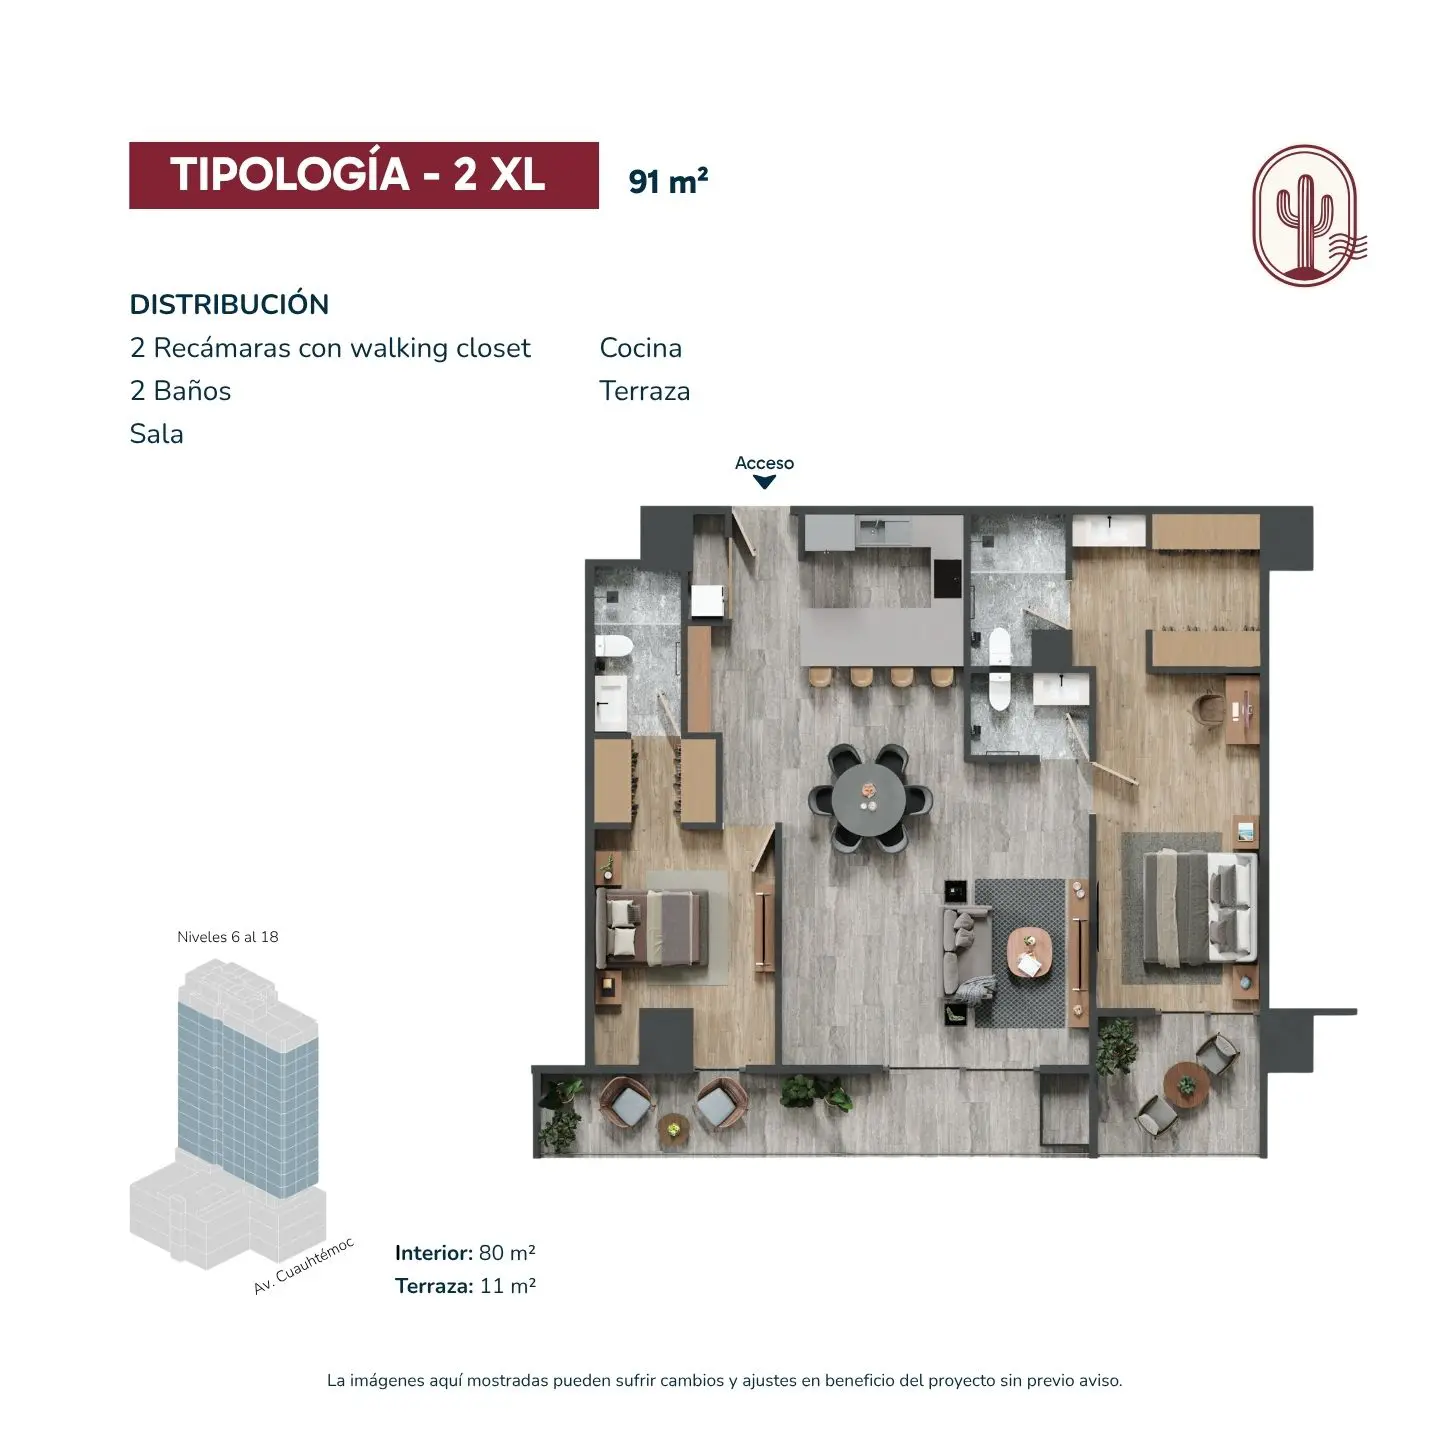 TIPOLOGÍA - 2 XL
91 m²
DISTRIBUCIÓN
2 Recámaras con walking closet
2 Baños
Sala
Cocina
Terraza
Acceso
Niveles 6 al 18
Av. Cuauhtémoc
Interior: 80 m²
Terraza: 11 m²
La imágenes aquí mostradas pueden sufrir cambios y ajustes en beneficio del proyecto sin previo aviso.